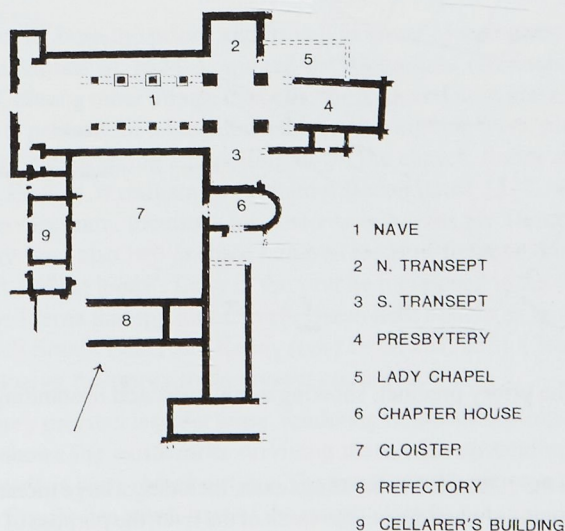 2
5
1
4
3
6
7
9
8
1 NAVE
2 N. TRANSEPT
3 S. TRANSEPT
4 PRESBYTERY
5 LADY CHAPEL
6 CHAPTER HOUSE
7 CLOISTER
8 REFECTORY
9 CELLARER'S BUILDING